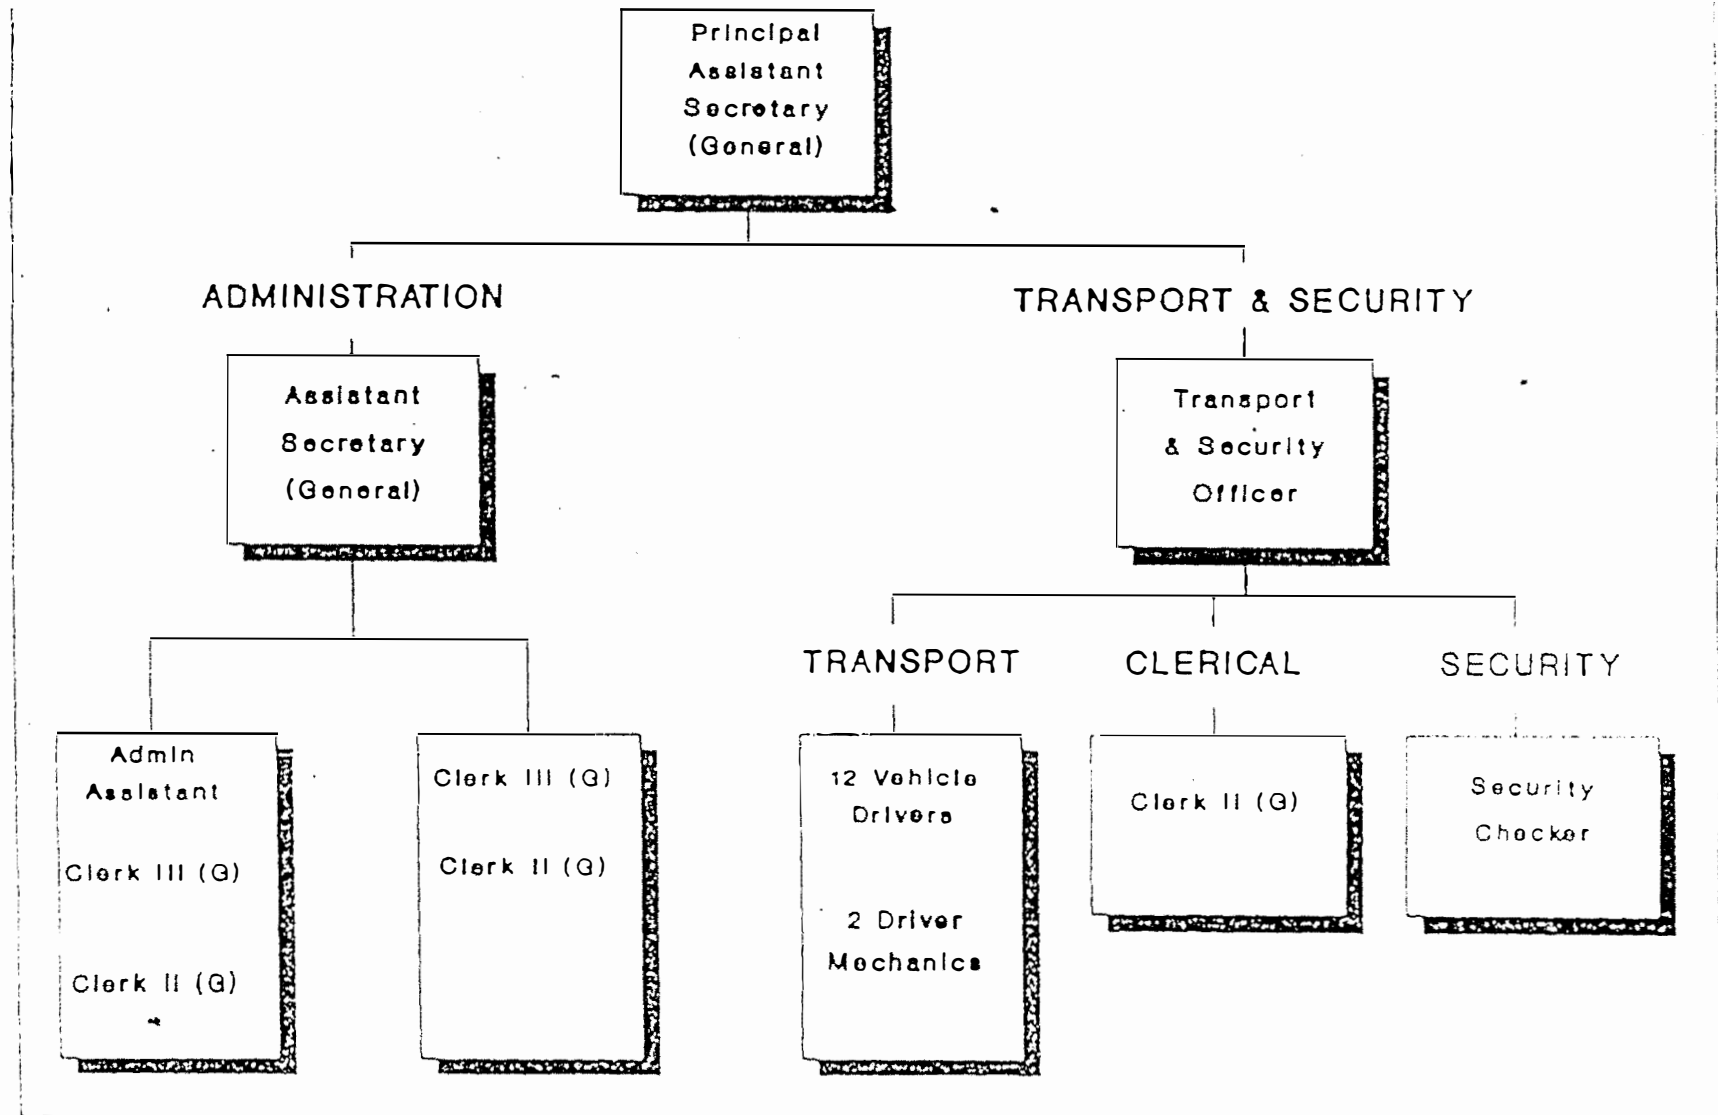 Principal
Assistant
Secretary
(General)
ADMINISTRATION
TRANSPORT & SECURITY
Assistant
Secretary
(General)
Transport
& Security
Officer
TRANSPORT
CLERICAL
SECURITY
Admin
Assistant
Clerk III (G)
Clerk II (G)
Clerk III (G)
Clerk II (G)
12 Vehicle
Drivers
2 Driver
Mechanics
Clerk II (G)
Security
Checker